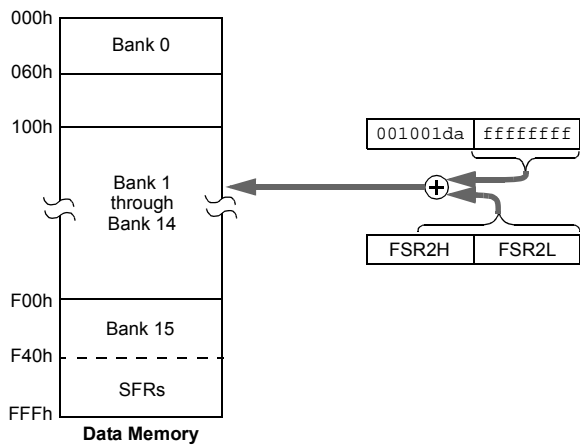 000h
Bank 0
060h
100h
001001da ffffffff
Bank 1
through
Bank 14
FSR2H FSR2L
F00h
Bank 15
F40h
SFRs
FFFh
Data Memory